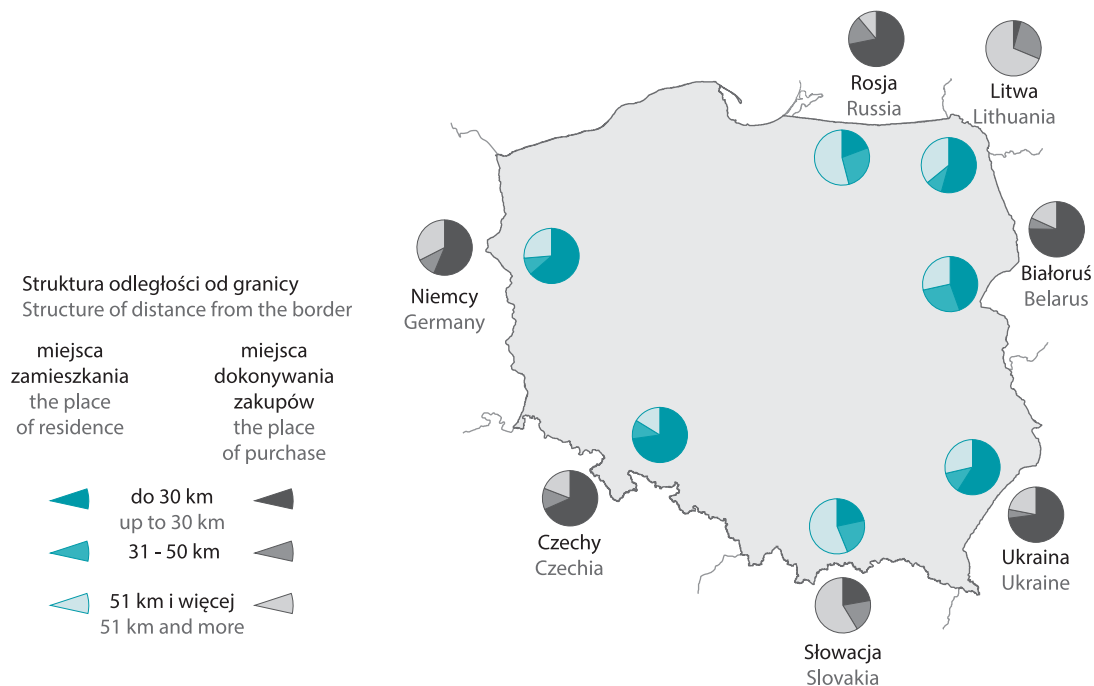 Rosja
Russia
Litwa
Lithuania
Białoruś
Belarus
Niemcy
Germany
Struktura odległości od granicy
Structure of distance from the border
miejsca
zamieszkania
the place
of residence
miejsca
dokonywania
zakupów
the place
of purchase
do 30 km
up to 30 km
31 - 50 km
51 km i więcej
51 km and more
Czechy
Czechia
Ukraina
Ukraine
Słowacja
Slovakia